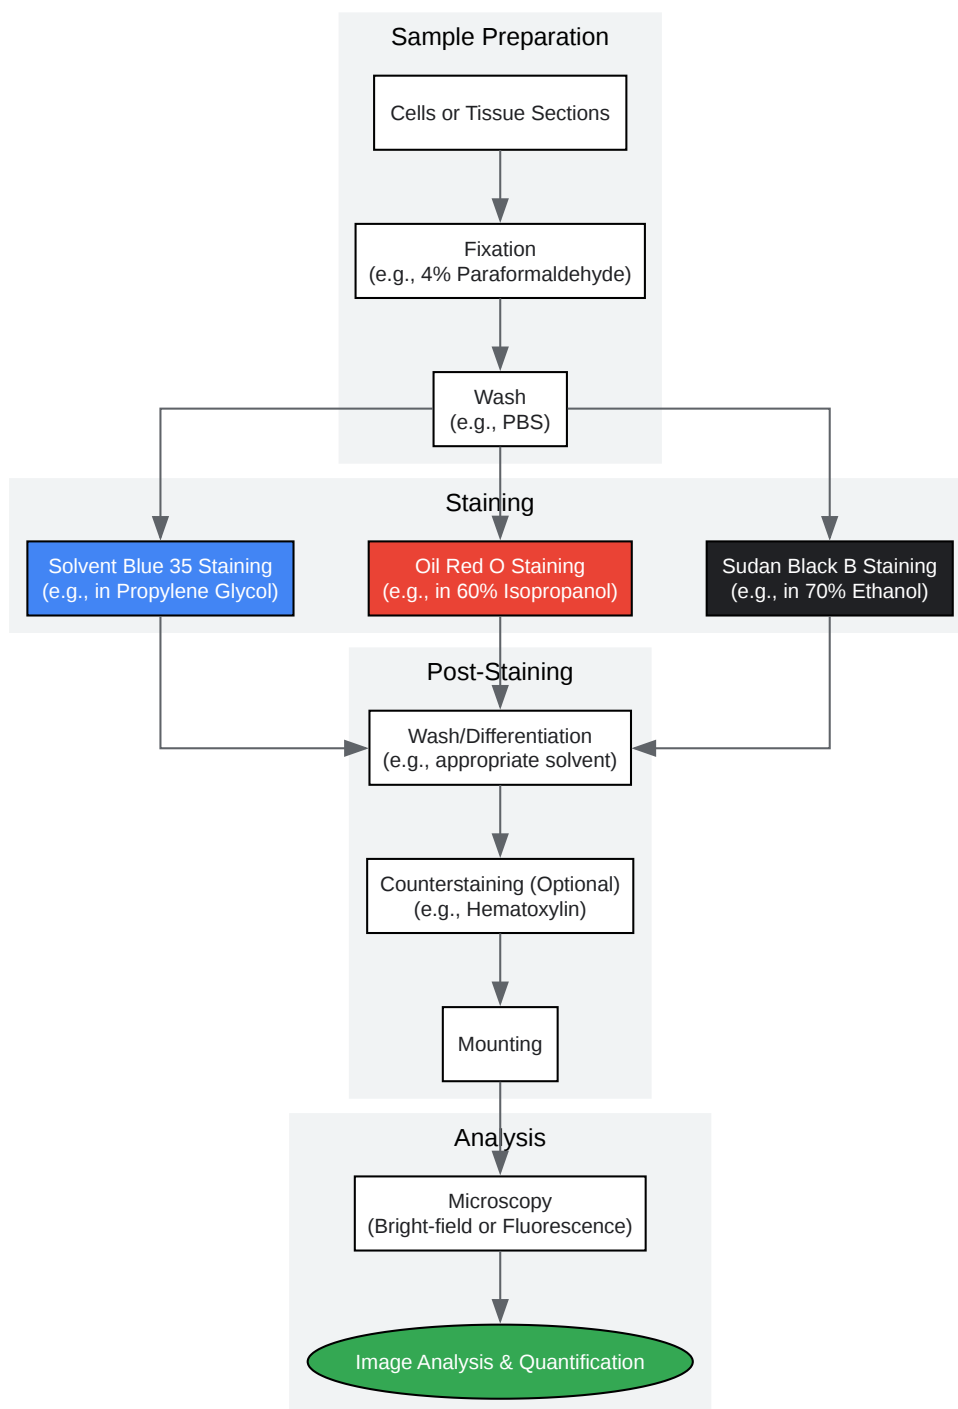 Sample Preparation
Cells or Tissue Sections
Fixation
(e.g., 4% Paraformaldehyde)
Wash
(e.g., PBS)
Staining
Solvent Blue 35 Staining
(e.g., in Propylene Glycol)
Oil Red O Staining
(e.g., in 60% Isopropanol)
Sudan Black B Staining
(e.g., in 70% Ethanol)
Post-Staining
Wash/Differentiation
(e.g., appropriate solvent)
Counterstaining (Optional)
(e.g., Hematoxylin)
Mounting
Analysis
Microscopy
(Bright-field or Fluorescence)
Image Analysis & Quantification